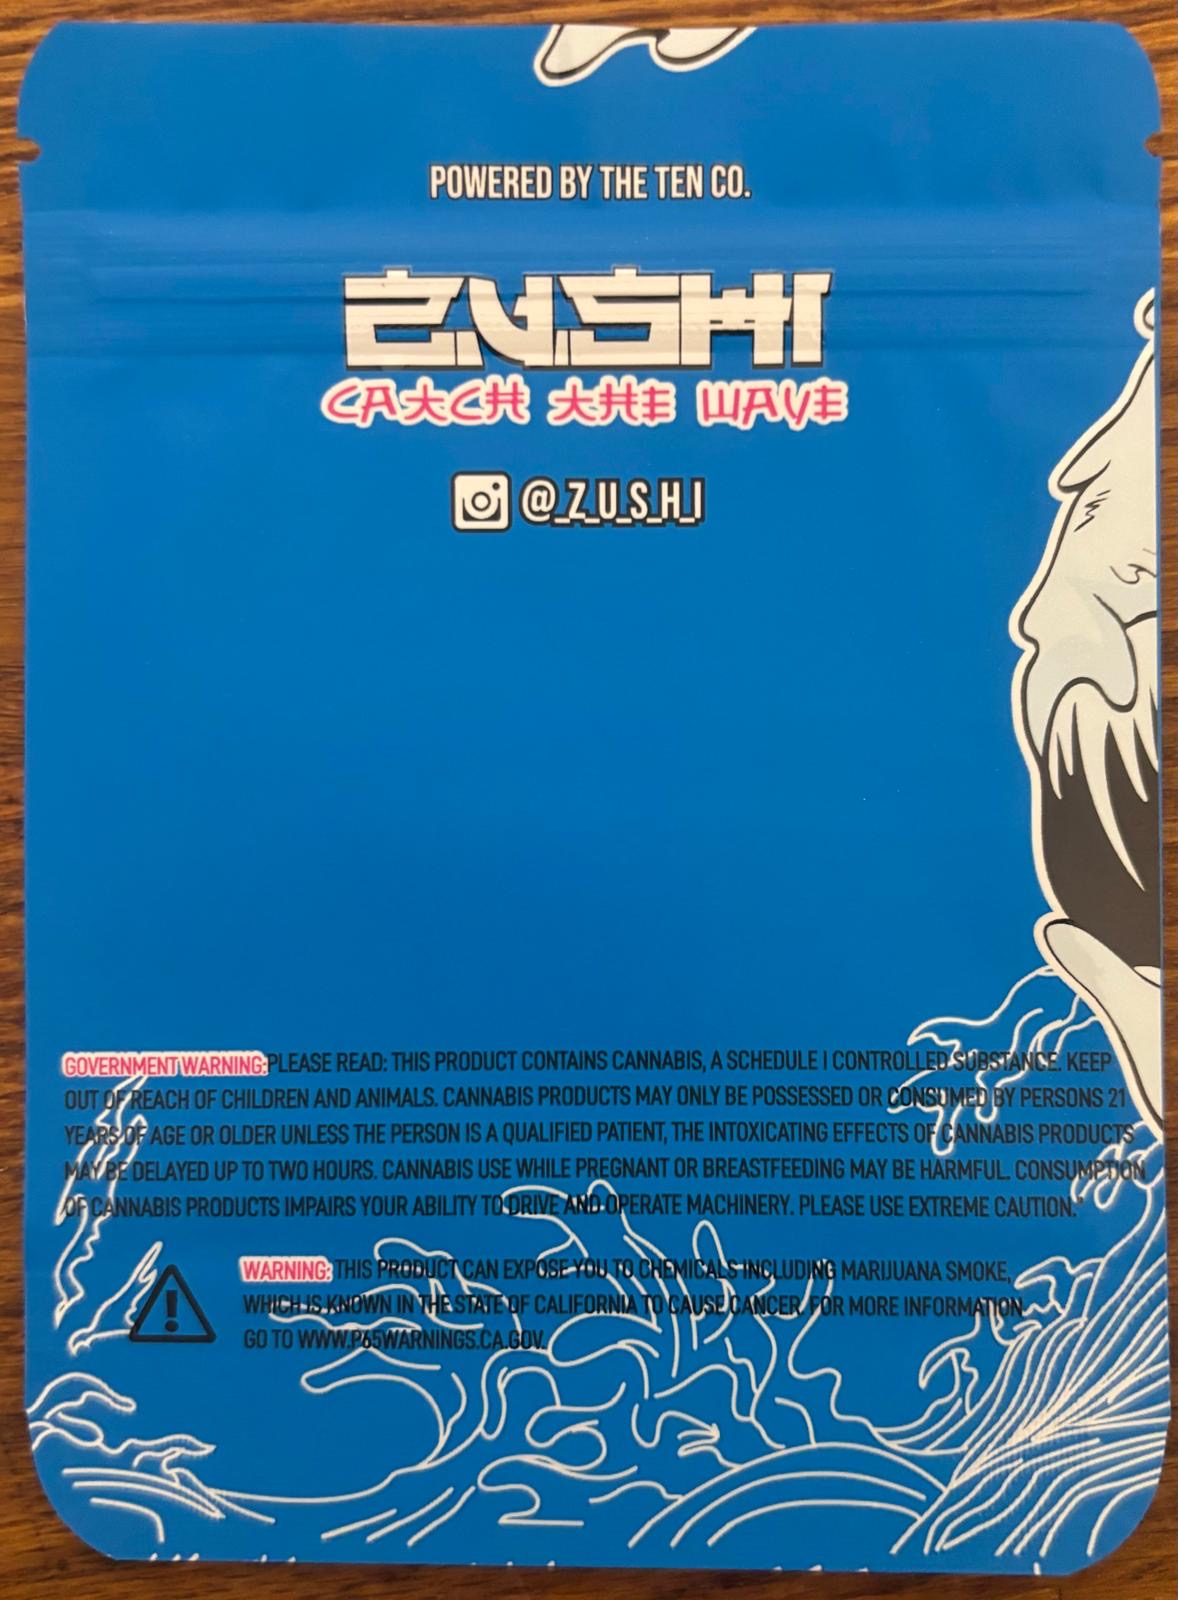 POWERED BY THE TEN CO.
Z.U.SHI
CATCH THE WAVE
@_Z_U_S_H_I
GOVERNMENT WARNING:PLEASE READ: THIS PRODUCT CONTAINS CANNABIS, A SCHEDULE I CONTROLLED SUBSTANCE. KEEP
OUT OF REACH OF CHILDREN AND ANIMALS. CANNABIS PRODUCTS MAY ONLY BE POSSESSED OR CONSUMED BY PERSONS 21
YEARS OF AGE OR OLDER UNLESS THE PERSON IS A QUALIFIED PATIENT, THE INTOXICATING EFFECTS OF CANNABIS PRODUCTS
MAY BE DELAYED UP TO TWO HOURS. CANNABIS USE WHILE PREGNANT OR BREASTFEEDING MAY BE HARMFUL. CONSUMPTION
OF CANNABIS PRODUCTS IMPAIRS YOUR ABILITY TO DRIVE AND OPERATE MACHINERY. PLEASE USE EXTREME CAUTION."
WARNING: THIS PRODUCT CAN EXPOSE YOU TO CHEMICALS INCLUDING MARIJUANA SMOKE,
WHICH IS KNOWN IN THE STATE OF CALIFORNIA TO CAUSE CANCER. FOR MORE INFORMATION
GO TO WWW.P65WARNINGS.CA.GOV.